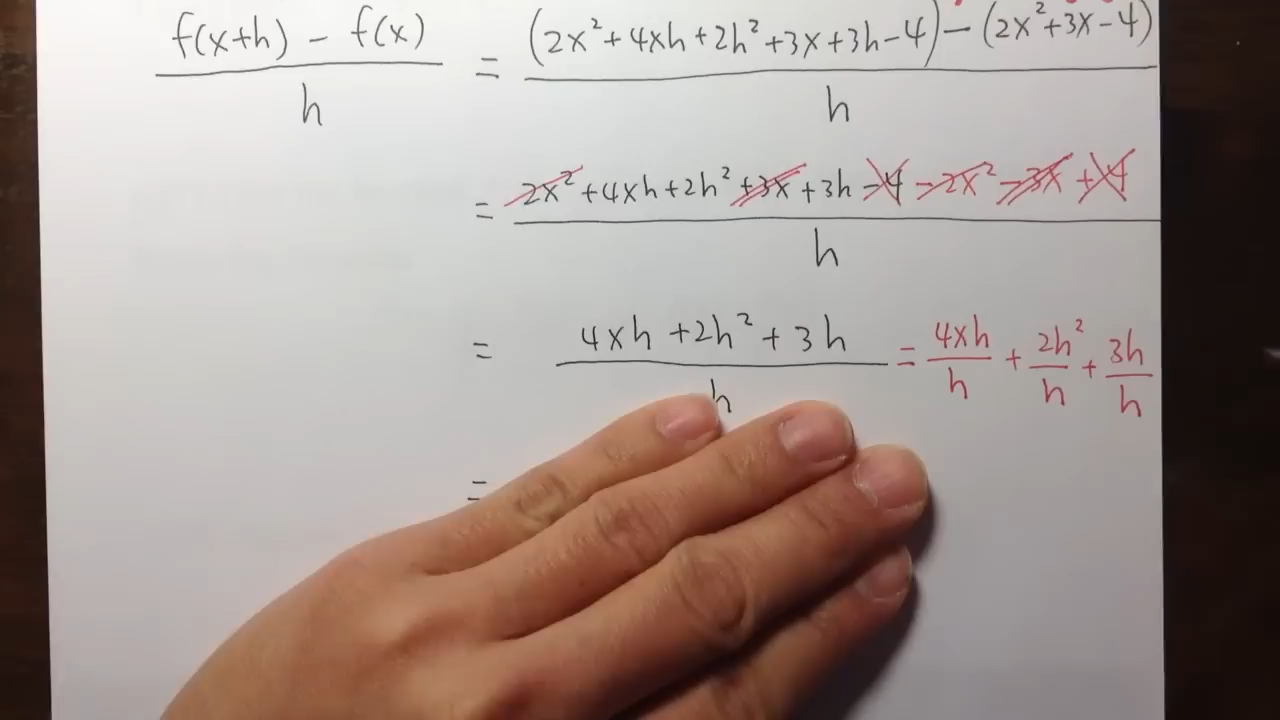 f(x+h) - f(x) / h = (2x²+4xh+2h²+3x+3h-4) - (2x²+3x-4) / h
= 2x²+4xh+2h²+3x+3h-4-2x²-3x+4 / h
= 4xh+2h²+3h / h = 4xh/h + 2h²/h + 3h/h
=